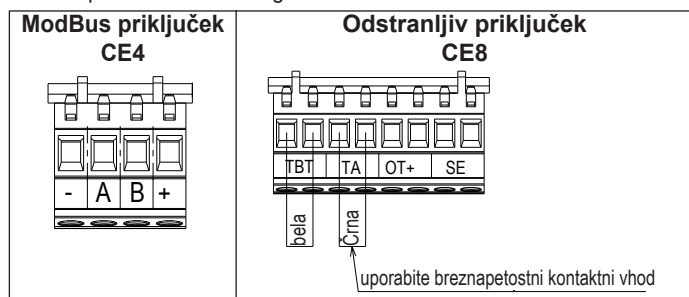 ModBus priključek
CE4
- A B +
Odstranljiv priključek
CE8
TBT TA OT+ SE
bela
Črna
uporabite breznapetostni kontaktni vhod